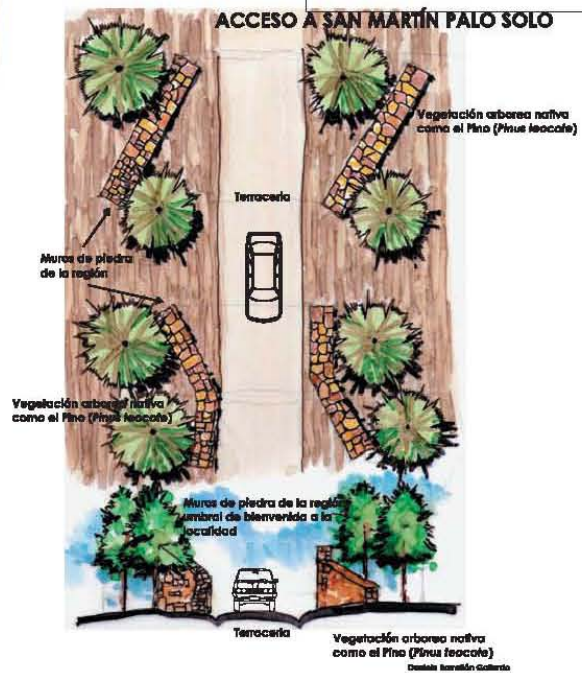 ACCESO A SAN MARTÍN PALO SOLO
Vegetación arborea nativa
como el Pino (Pinus teocote)
Terracería
Muros de piedra
de la región
Vegetación arborea nativa
como el Pino (Pinus teocote)
Muros de piedra de la región
umbral de bienvenida a la
localidad
Terracería
Vegetación arborea nativa
como el Pino (Pinus teocote)
Daniela